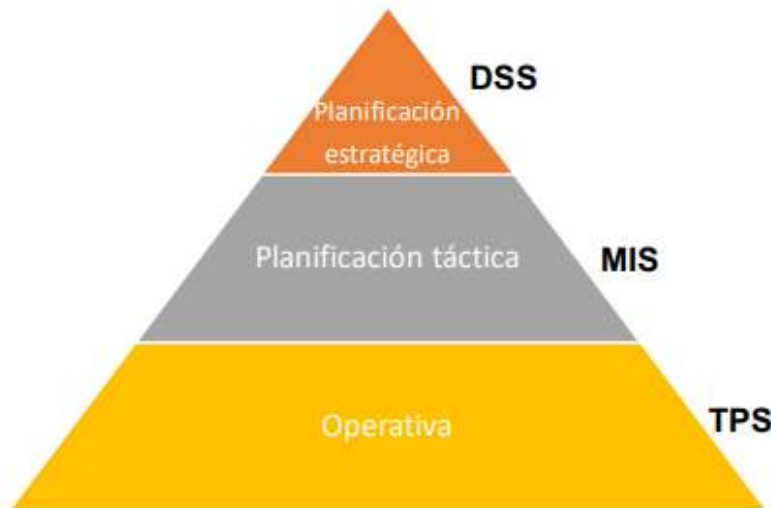 DSS
Planificación
estratégica
Planificación táctica
MIS
Operativa
TPS